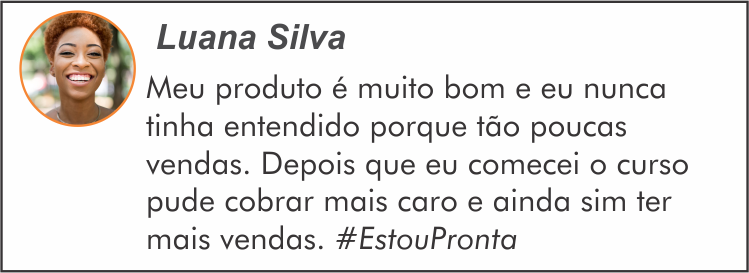 Luana Silva
Meu produto é muito bom e eu nunca
tinha entendido porque tão poucas
vendas. Depois que eu comecei o curso
pude cobrar mais caro e ainda sim ter
mais vendas. #EstouPronta